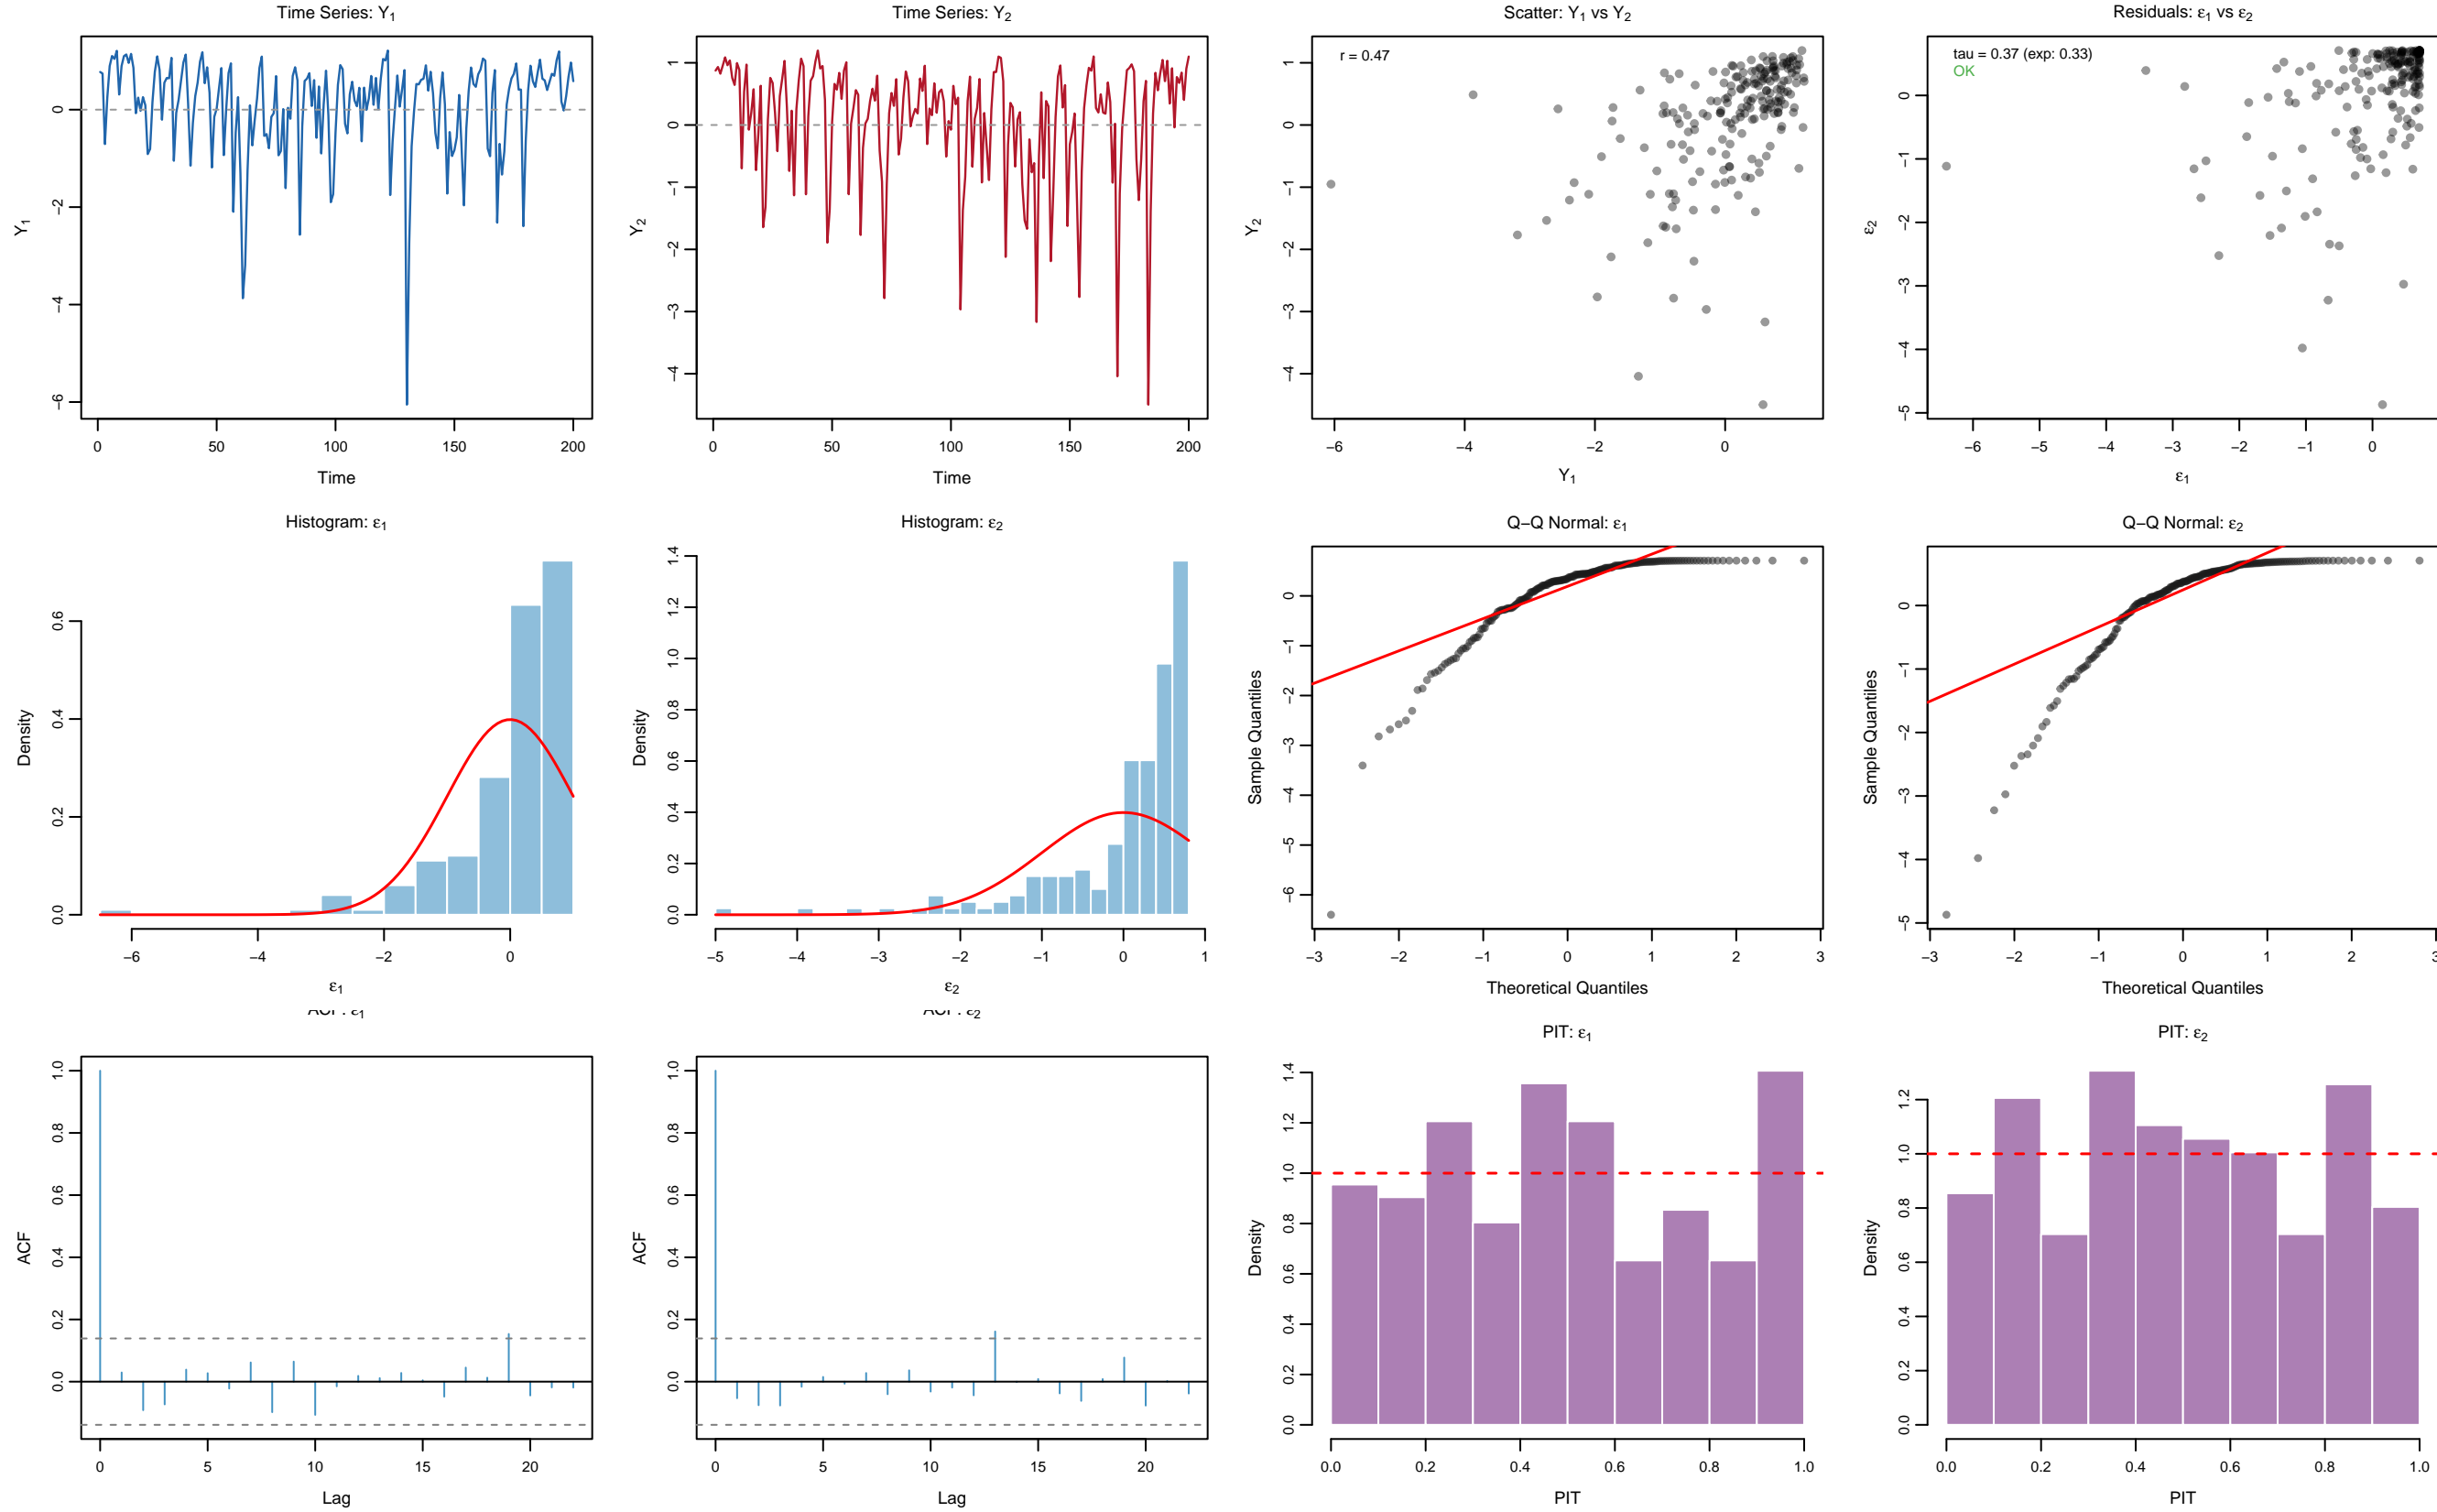 Time Series: Y₁
Y₁
−6 −4 −2 0
0 50 100 150 200
Time
Time Series: Y₂
Y₂
−4 −3 −2 −1 0 1
0 50 100 150 200
Time
Scatter: Y₁ vs Y₂
r = 0.47
Y₂
−4 −3 −2 −1 0 1
−6 −4 −2 0
Y₁
Residuals: ε₁ vs ε₂
tau = 0.37 (exp: 0.33)
OK
ε₂
−5 −4 −3 −2 −1 0
−6 −5 −4 −3 −2 −1 0
ε₁
Histogram: ε₁
Density
0.0 0.2 0.4 0.6
−6 −4 −2 0
ε₁
Histogram: ε₂
Density
0.0 0.2 0.4 0.6 0.8 1.0 1.2 1.4
−5 −4 −3 −2 −1 0 1
ε₂
Q−Q Normal: ε₁
Sample Quantiles
−6 −5 −4 −3 −2 −1 0
−3 −2 −1 0 1 2 3
Theoretical Quantiles
Q−Q Normal: ε₂
Sample Quantiles
−5 −4 −3 −2 −1 0
−3 −2 −1 0 1 2 3
Theoretical Quantiles
ACF: ε₁
ACF
0.0 0.2 0.4 0.6 0.8 1.0
0 5 10 15 20
Lag
ACF: ε₂
ACF
0.0 0.2 0.4 0.6 0.8 1.0
0 5 10 15 20
Lag
PIT: ε₁
Density
0.0 0.2 0.4 0.6 0.8 1.0 1.2 1.4
0.0 0.2 0.4 0.6 0.8 1.0
PIT
PIT: ε₂
Density
0.0 0.2 0.4 0.6 0.8 1.0 1.2
0.0 0.2 0.4 0.6 0.8 1.0
PIT